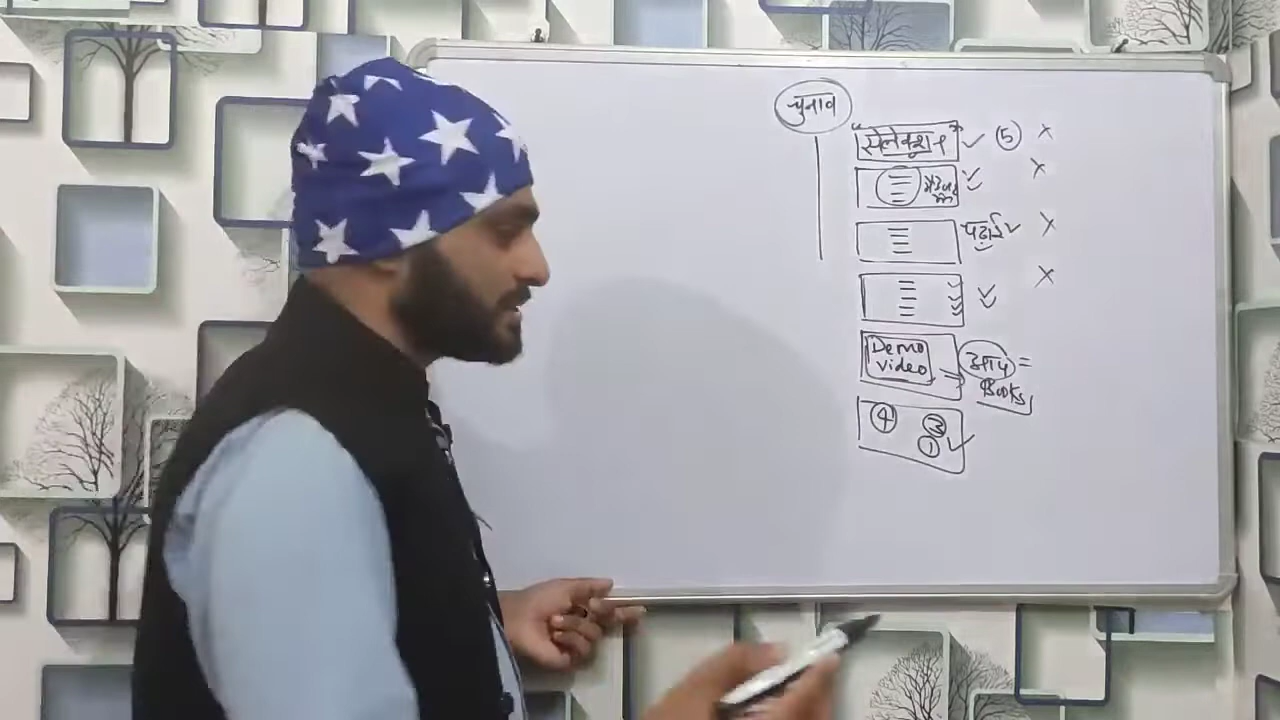 चुनाव
"सेलेक्शन" ⑤ ×
×
पढ़ाई ×
×
Demo
Video
आप =
Books
④ ③
①